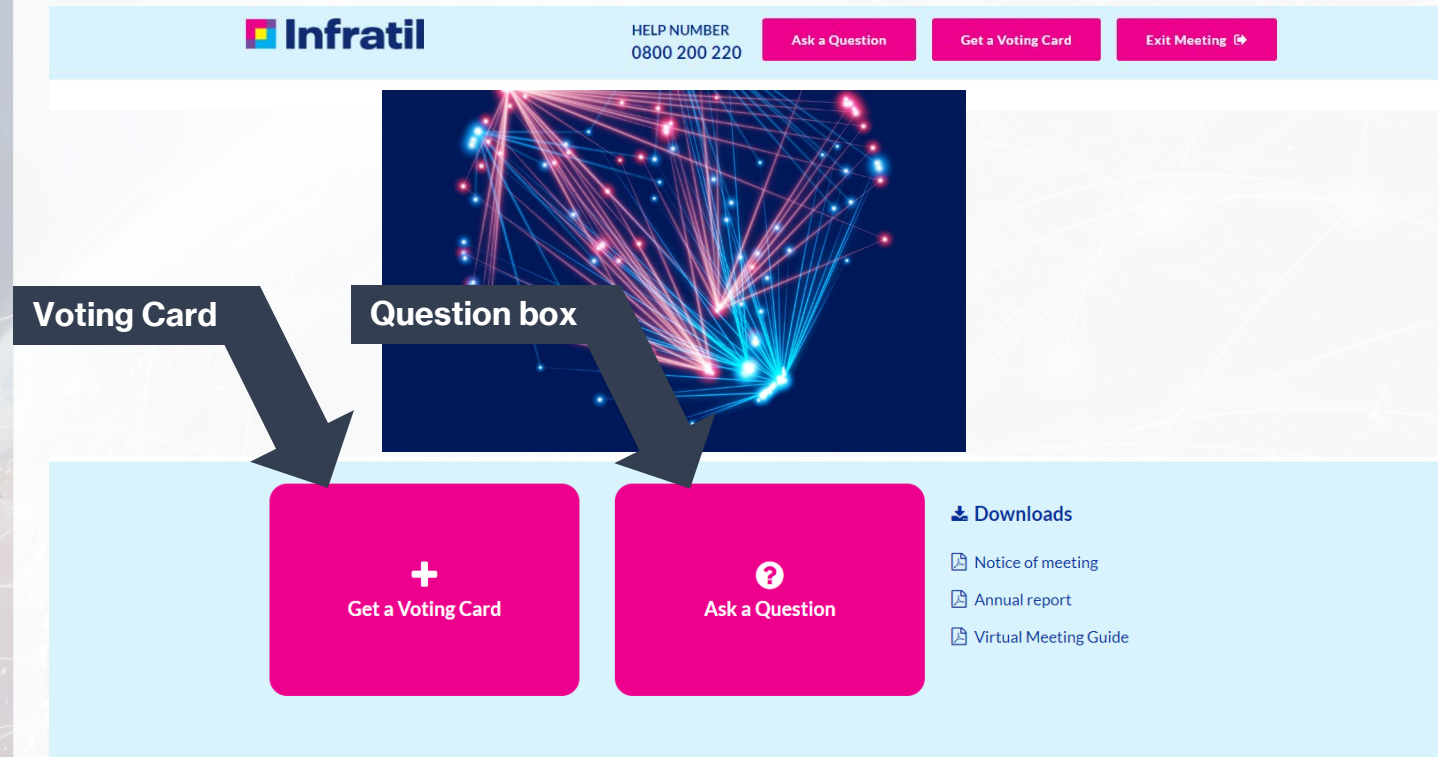 Infratil
HELP NUMBER
0800 200 220
Ask a Question
Get a Voting Card
Exit Meeting
Voting Card
Question box
Get a Voting Card
Ask a Question
Downloads
Notice of meeting
Annual report
Virtual Meeting Guide